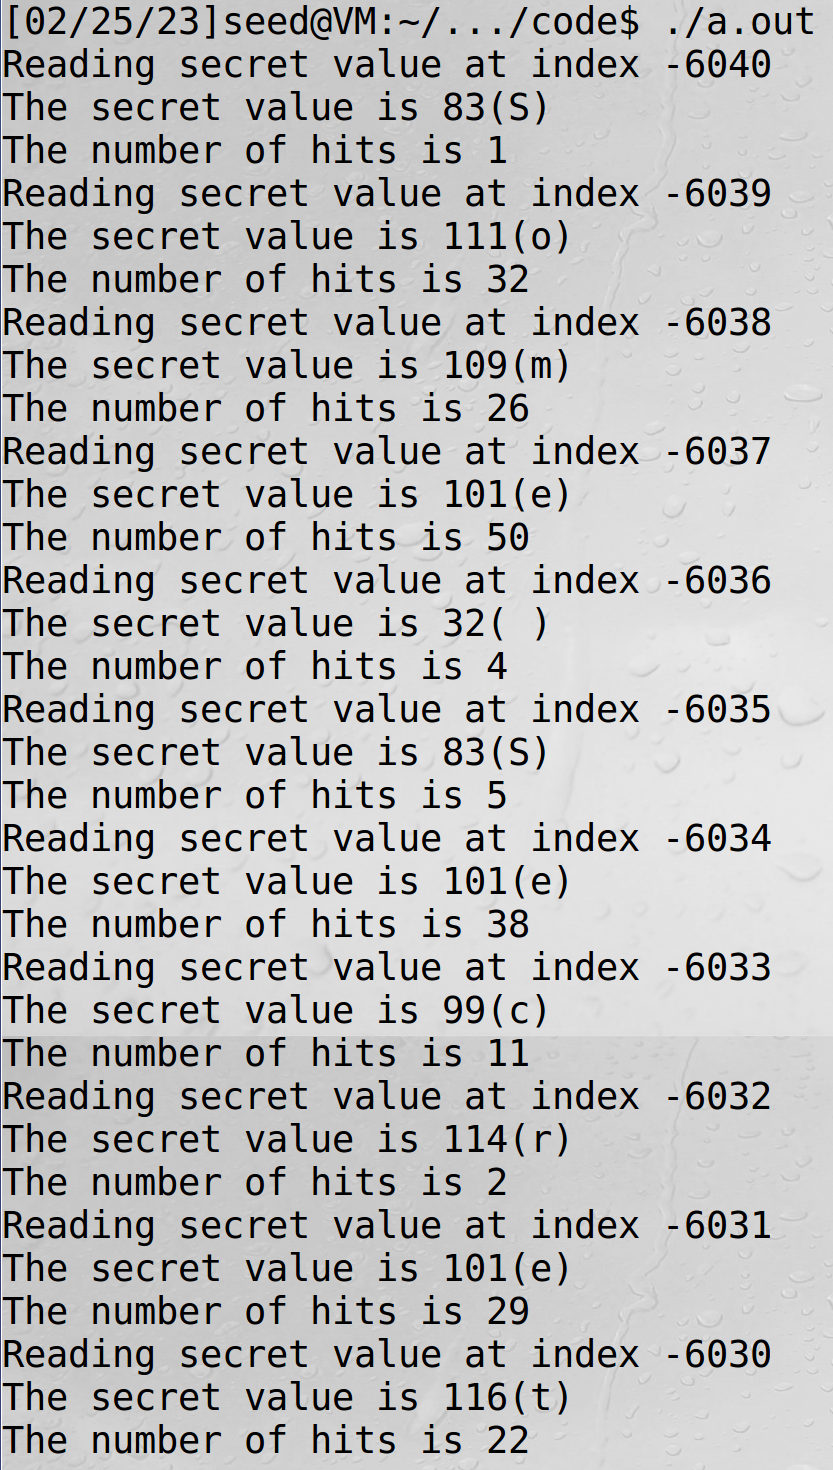 [02/25/23]seed@VM:~/.../code$ ./a.out
Reading secret value at index -6040
The secret value is 83(S)
The number of hits is 1
Reading secret value at index -6039
The secret value is 111(o)
The number of hits is 32
Reading secret value at index -6038
The secret value is 109(m)
The number of hits is 26
Reading secret value at index -6037
The secret value is 101(e)
The number of hits is 50
Reading secret value at index -6036
The secret value is 32( )
The number of hits is 4
Reading secret value at index -6035
The secret value is 83(S)
The number of hits is 5
Reading secret value at index -6034
The secret value is 101(e)
The number of hits is 38
Reading secret value at index -6033
The secret value is 99(c)
The number of hits is 11
Reading secret value at index -6032
The secret value is 114(r)
The number of hits is 2
Reading secret value at index -6031
The secret value is 101(e)
The number of hits is 29
Reading secret value at index -6030
The secret value is 116(t)
The number of hits is 22